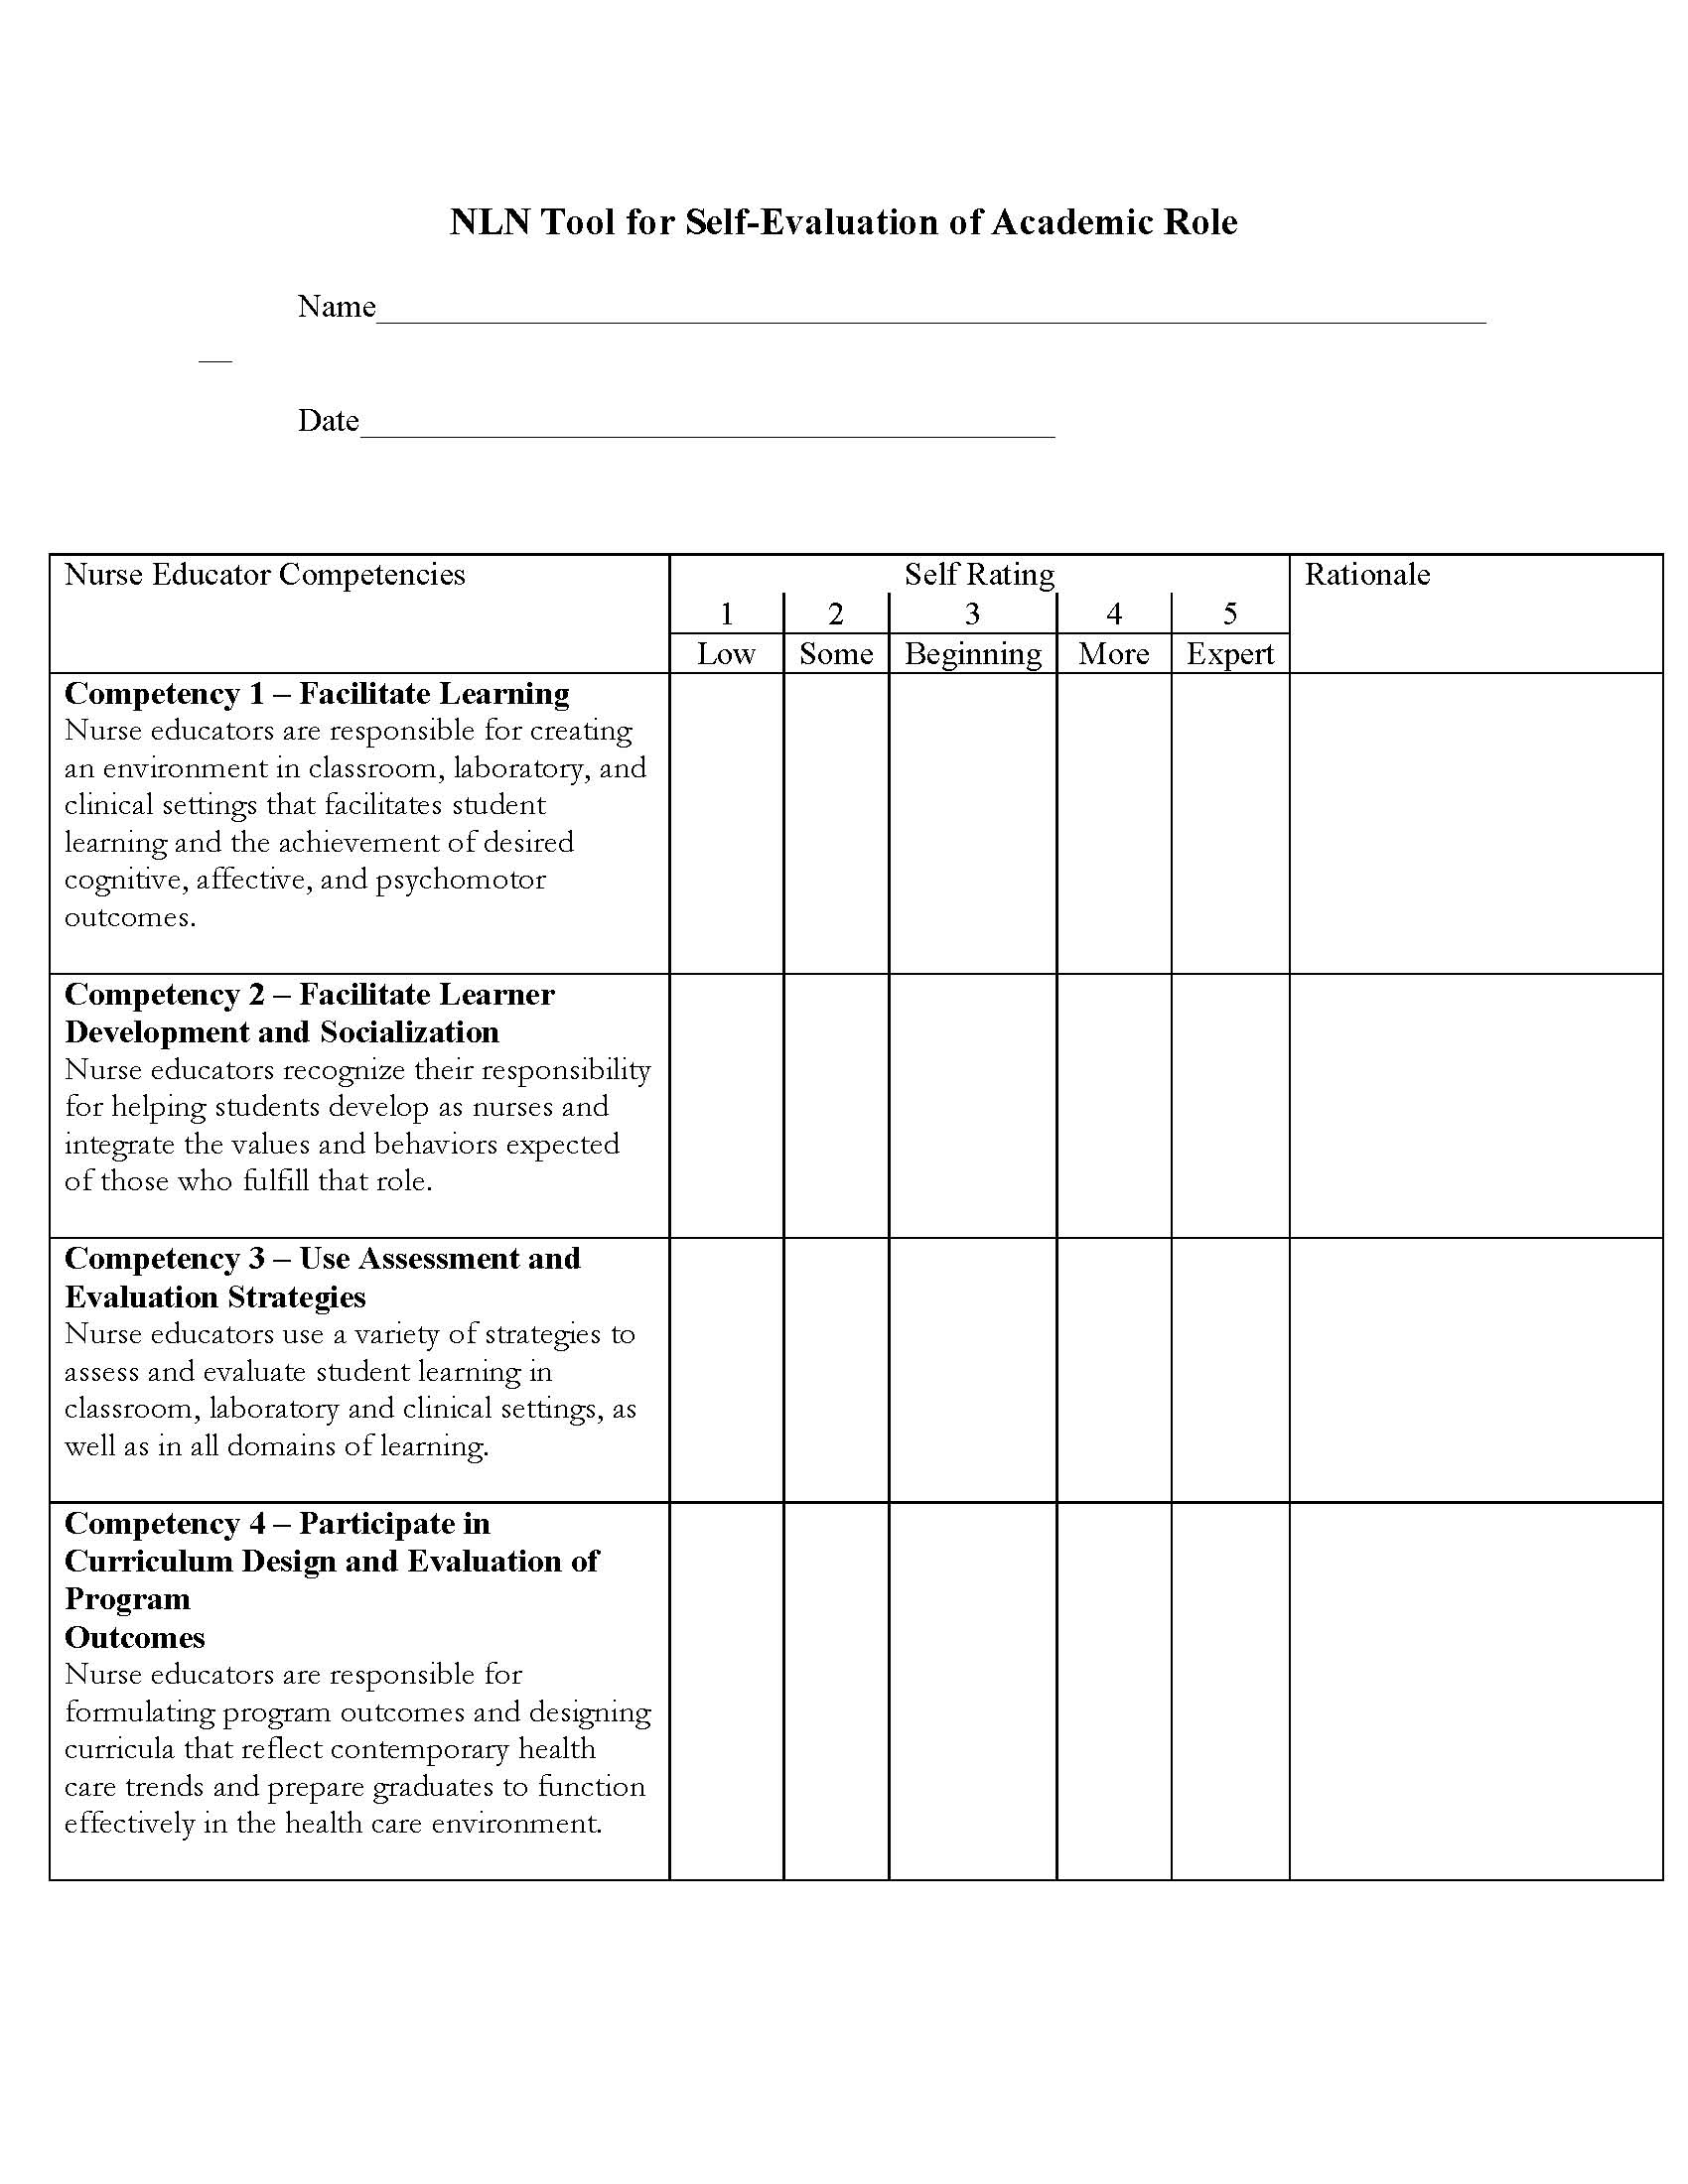 NLN Tool for Self-Evaluation of Academic Role
Name___________________________________________________________________
__
Date__________________________________________
Nurse Educator Competencies
Self Rating
Rationale
1 2 3 4 5
Low Some Beginning More Expert
Competency 1 – Facilitate Learning
Nurse educators are responsible for creating
an environment in classroom, laboratory, and
clinical settings that facilitates student
learning and the achievement of desired
cognitive, affective, and psychomotor
outcomes.
Competency 2 – Facilitate Learner
Development and Socialization
Nurse educators recognize their responsibility
for helping students develop as nurses and
integrate the values and behaviors expected
of those who fulfill that role.
Competency 3 – Use Assessment and
Evaluation Strategies
Nurse educators use a variety of strategies to
assess and evaluate student learning in
classroom, laboratory and clinical settings, as
well as in all domains of learning.
Competency 4 – Participate in
Curriculum Design and Evaluation of
Program
Outcomes
Nurse educators are responsible for
formulating program outcomes and designing
curricula that reflect contemporary health
care trends and prepare graduates to function
effectively in the health care environment.